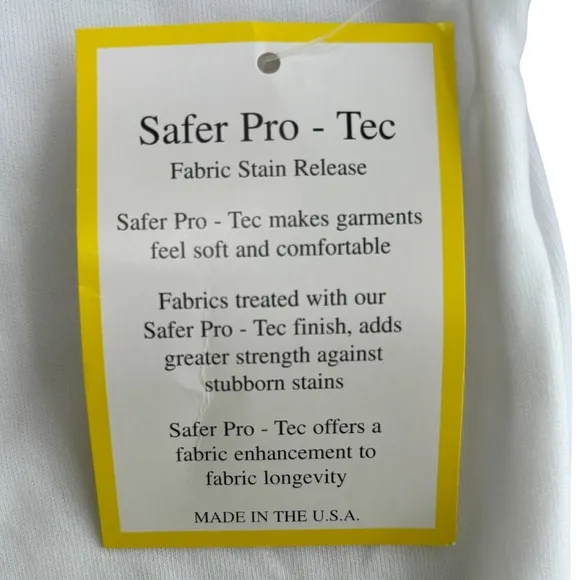 Safer Pro - Tec
Fabric Stain Release
Safer Pro - Tec makes garments
feel soft and comfortable
Fabrics treated with our
Safer Pro - Tec finish, adds
greater strength against
stubborn stains
Safer Pro - Tec offers a
fabric enhancement to
fabric longevity
MADE IN THE U.S.A.